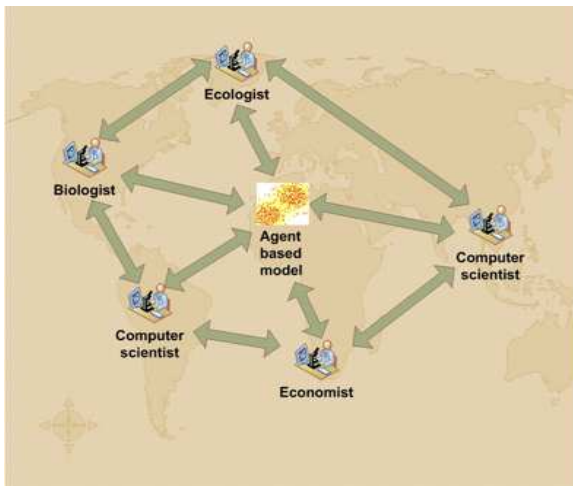 Ecologist
Biologist
Agent
based
model
Computer
scientist
Computer
scientist
Economist